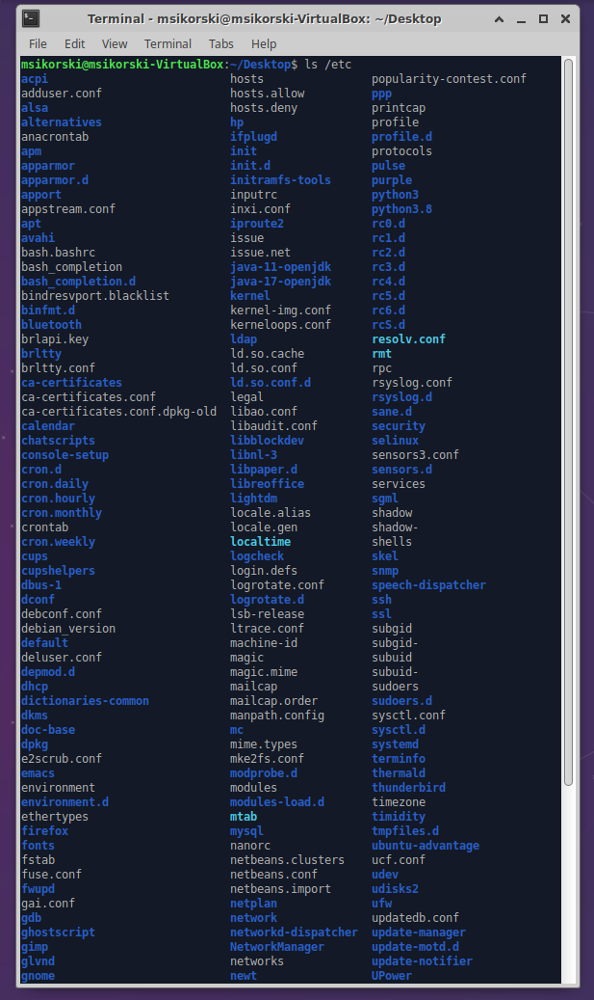 Terminal - msikorski@msikorski-VirtualBox: ~/Desktop
File Edit View Terminal Tabs Help
msikorski@msikorski-VirtualBox:~/Desktop$ ls /etc
acpi hosts popularity-contest.conf
adduser.conf hosts.allow ppp
alsa hosts.deny printcap
alternatives hp profile
anacrontab ifplugd profile.d
apm init protocols
apparmor init.d pulse
apparmor.d initramfs-tools purple
apport inputrc python3
appstream.conf inxi.conf python3.8
apt iproute2 rc0.d
avahi issue rc1.d
bash.bashrc issue.net rc2.d
bash_completion java-11-openjdk rc3.d
bash_completion.d java-17-openjdk rc4.d
bindresvport.blacklist kernel rc5.d
binfmt.d kernel-img.conf rc6.d
bluetooth kerneloops.conf rcS.d
brlapi.key ldap resolv.conf
brltty ld.so.cache rmt
brltty.conf ld.so.conf rpc
ca-certificates ld.so.conf.d rsyslog.conf
ca-certificates.conf legal rsyslog.d
ca-certificates.conf.dpkg-old libao.conf sane.d
calendar libaudit.conf security
chatscripts libblockdev selinux
console-setup libnl-3 sensors3.conf
cron.d libpaper.d sensors.d
cron.daily libreoffice services
cron.hourly lightdm sgml
cron.monthly locale.alias shadow
crontab locale.gen shadow-
cron.weekly localtime shells
cups logcheck skel
cupshelpers login.defs snmp
dbus-1 logrotate.conf speech-dispatcher
dconf logrotate.d ssh
debconf.conf lsb-release ssl
debian_version ltrace.conf subgid
default machine-id subgid-
deluser.conf magic subuid
depmod.d magic.mime subuid-
dhcp mailcap sudoers
dictionaries-common mailcap.order sudoers.d
dkms manpath.config sysctl.conf
doc-base mc sysctl.d
dpkg mime.types systemd
e2scrub.conf mke2fs.conf terminfo
emacs modprobe.d thermald
environment modules thunderbird
environment.d modules-load.d timezone
ethertypes mtab timidity
firefox mysql tmpfiles.d
fonts nanorc ubuntu-advantage
fstab netbeans.clusters ucf.conf
fuse.conf netbeans.conf udev
fwupd netbeans.import udisks2
gai.conf netplan ufw
gdb network updatedb.conf
ghostscript networkd-dispatcher update-manager
gimp NetworkManager update-motd.d
glvnd networks update-notifier
gnome newt UPower